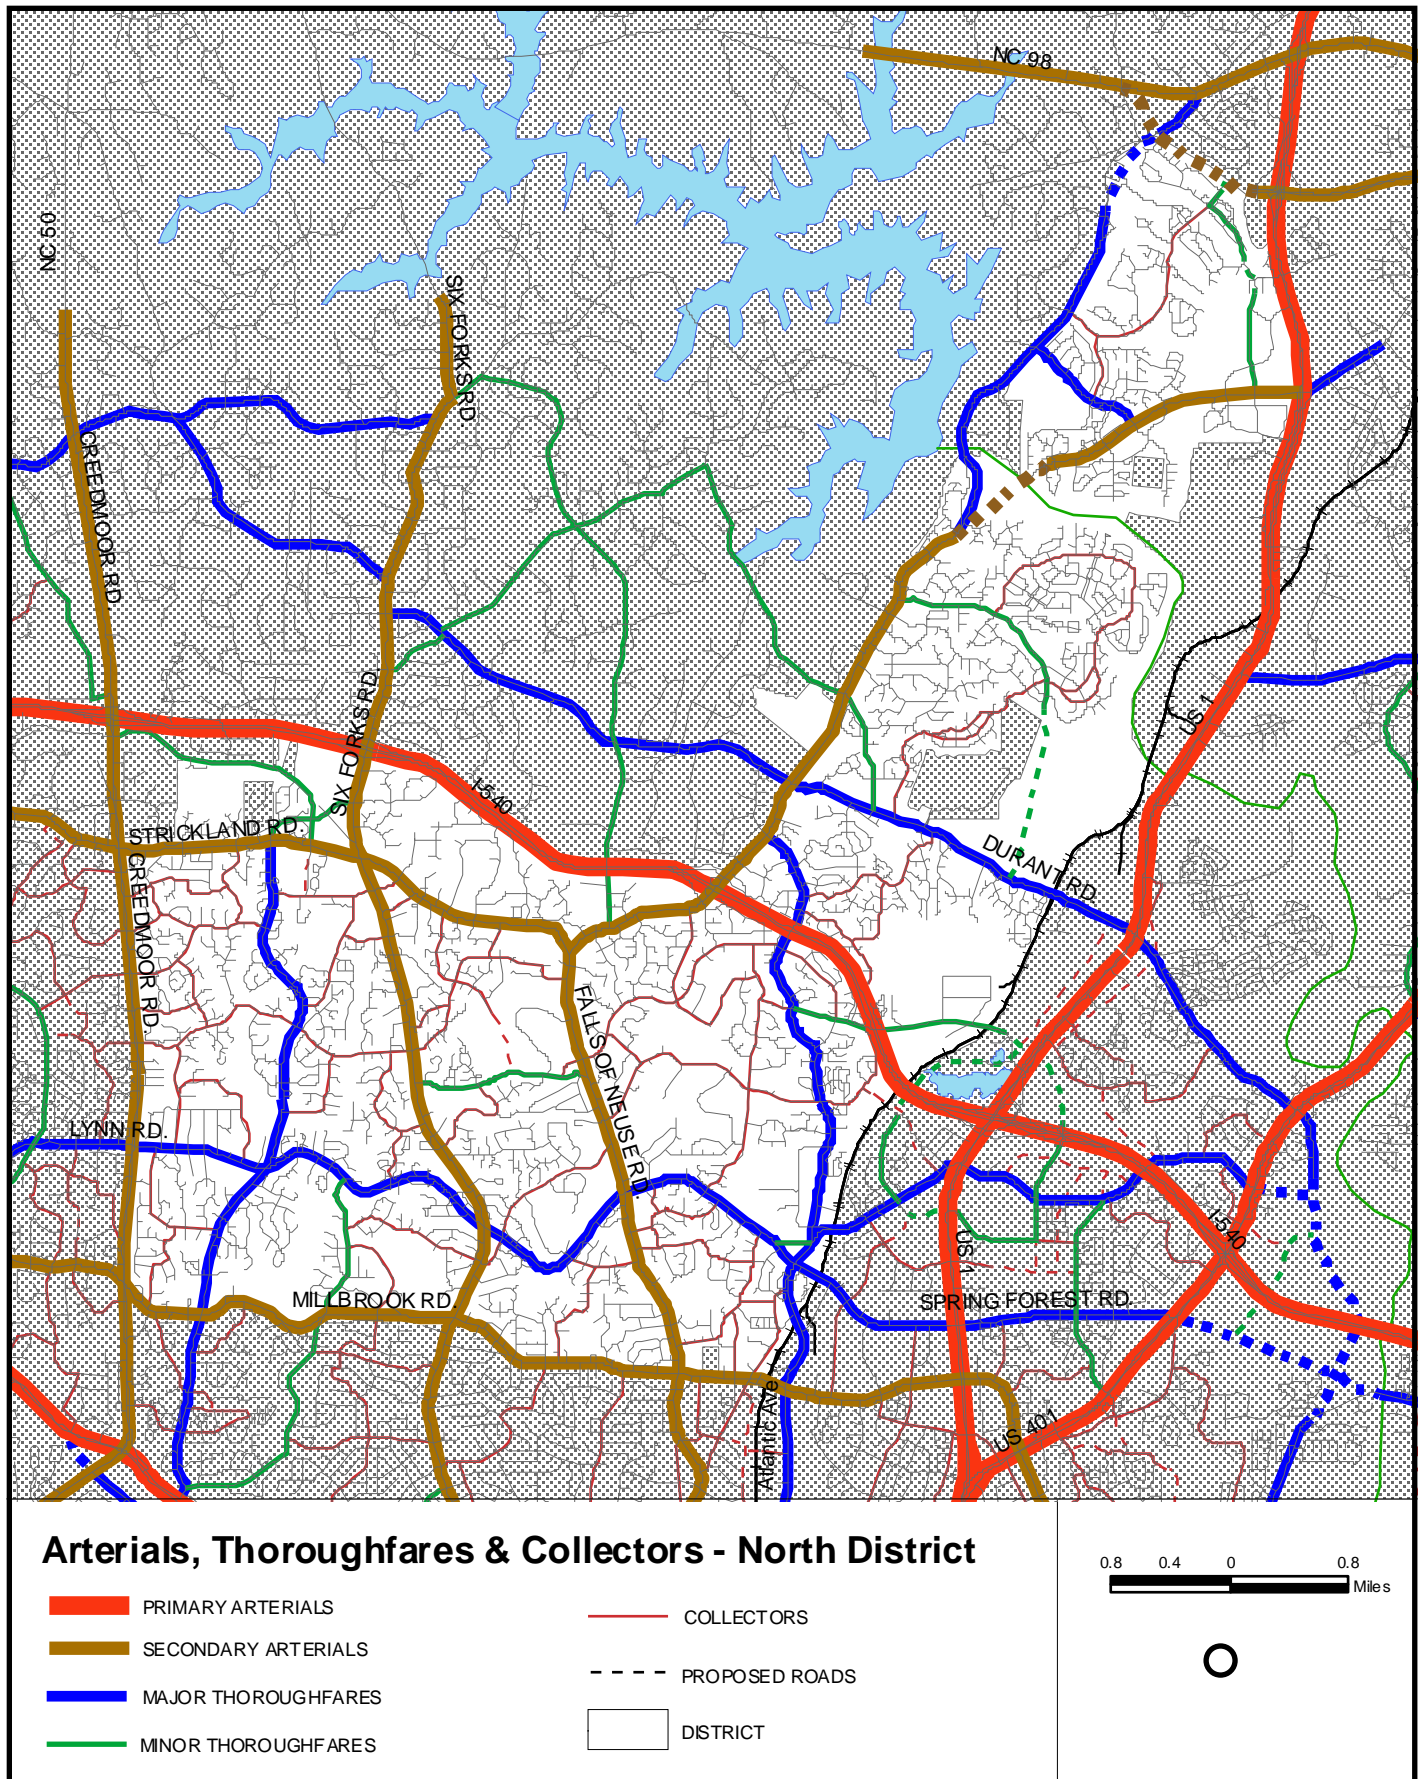 NC 98
NC 50
SIX FORKS RD.
CREEDMOOR RD.
US 1
SIX FORKS RD.
I-540
STRICKLAND RD.
DURANT RD.
S CREEDMOOR RD.
FALLS OF NEUSE RD.
LYNN RD.
I-540
US 1
MILLBROOK RD.
SPRING FOREST RD.
Atlantic Ave
US 401
Arterials, Thoroughfares & Collectors - North District
PRIMARY ARTERIALS
SECONDARY ARTERIALS
MAJOR THOROUGHFARES
MINOR THOROUGHFARES
COLLECTORS
PROPOSED ROADS
DISTRICT
0.8 0.4 0 0.8
Miles